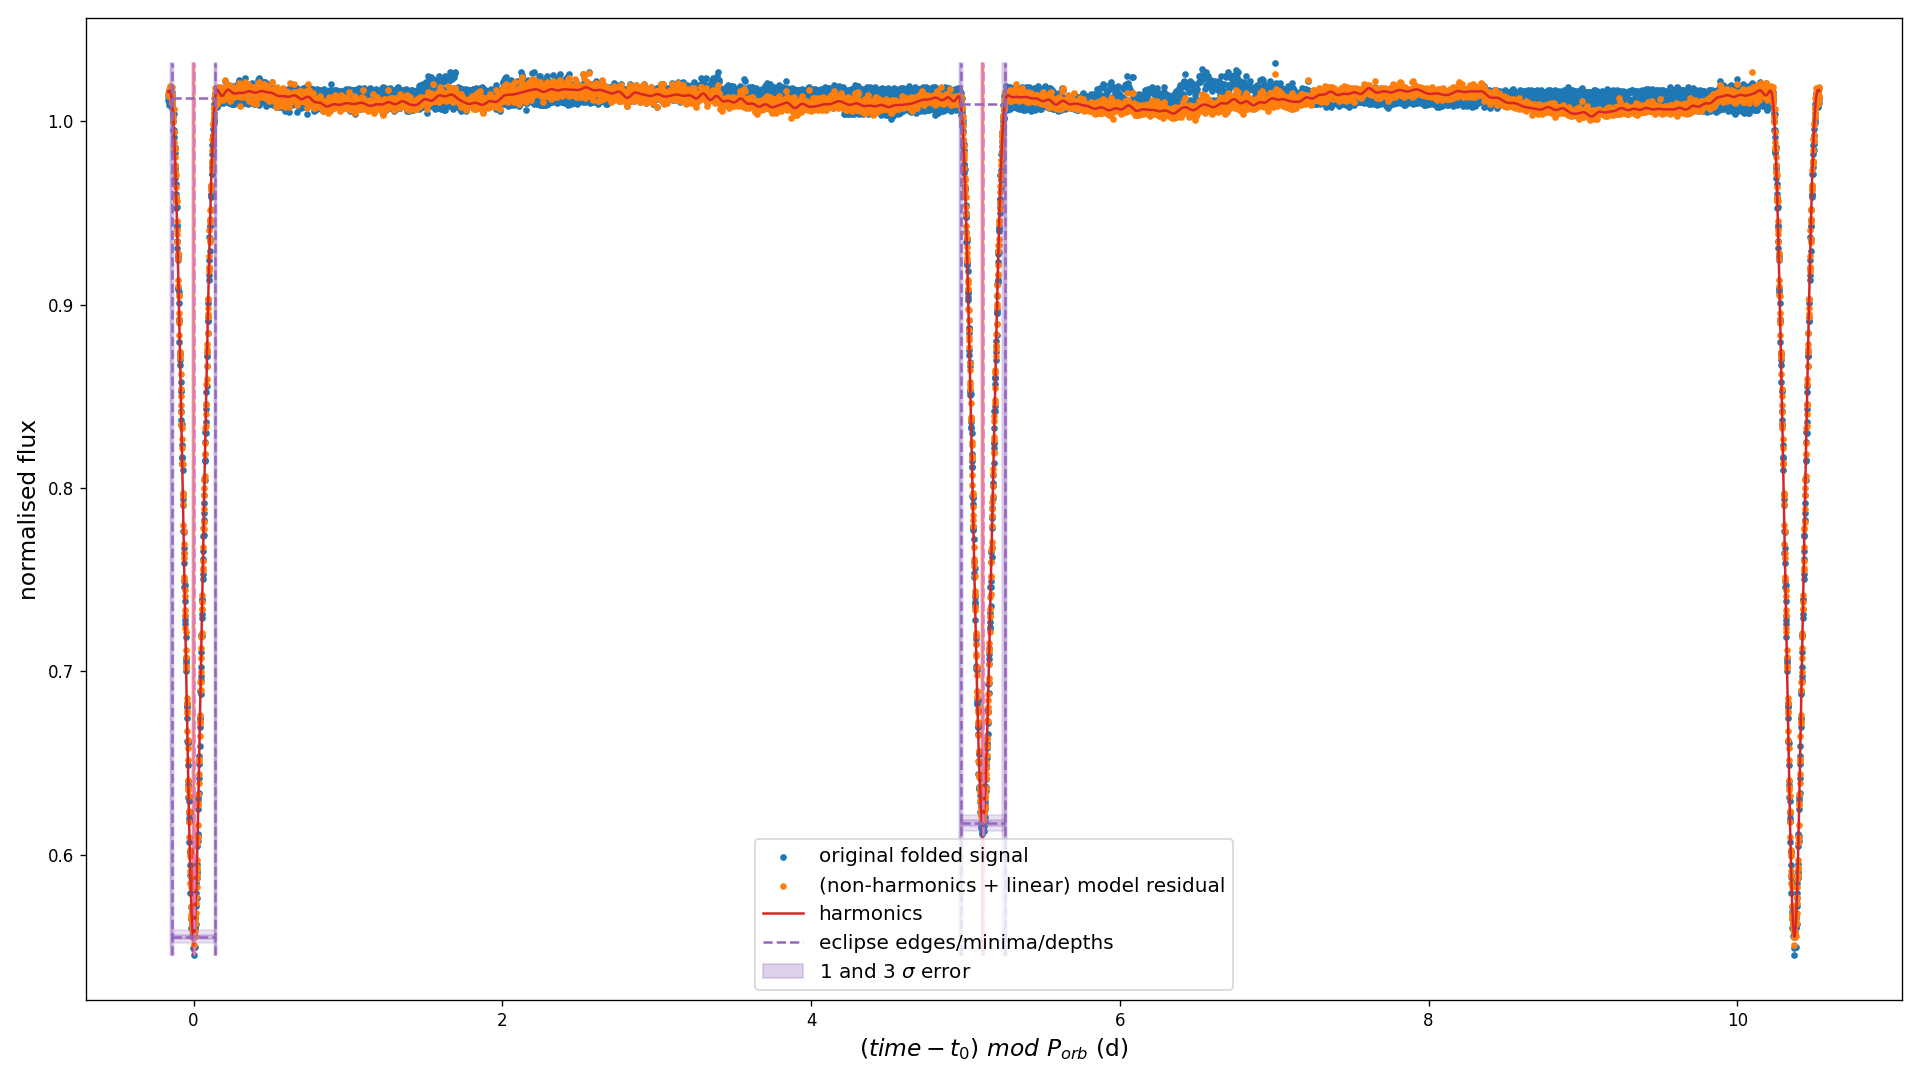 normalised flux
1.0
0.9
0.8
0.7
0.6
0
2
4
6
8
10
(time − t₀) mod P_orb (d)
original folded signal
(non-harmonics + linear) model residual
harmonics
eclipse edges/minima/depths
1 and 3 σ error